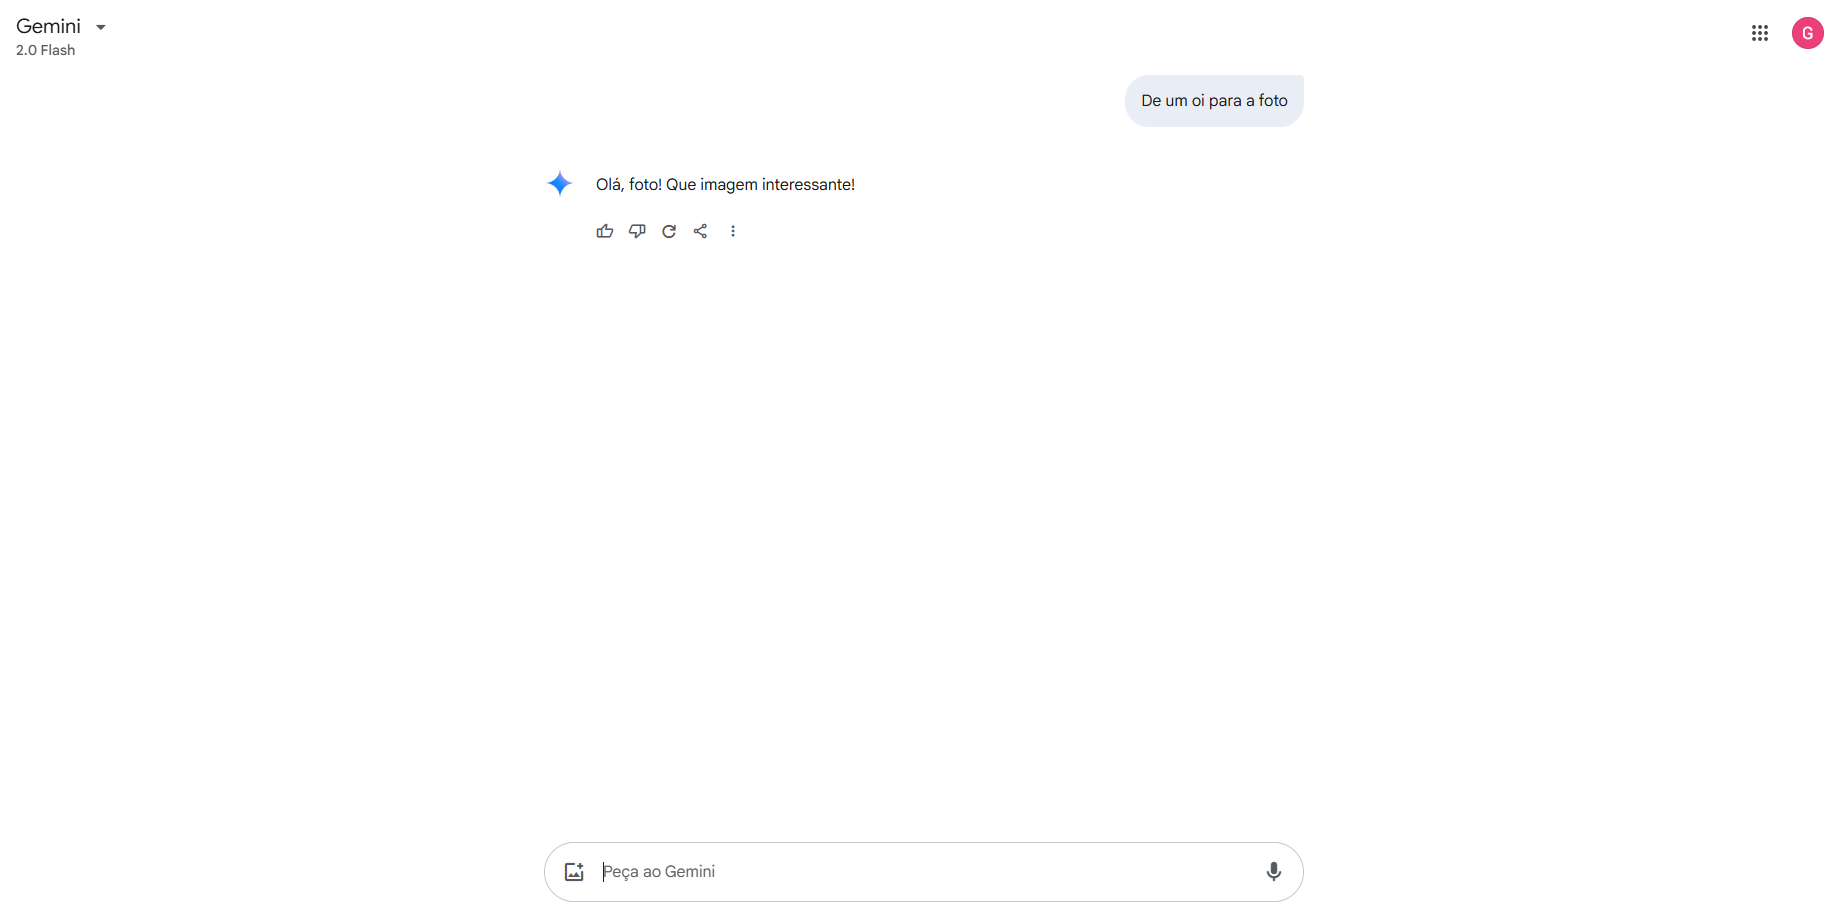 Gemini
2.0 Flash
G
De um oi para a foto
Olá, foto! Que imagem interessante!
Peça ao Gemini